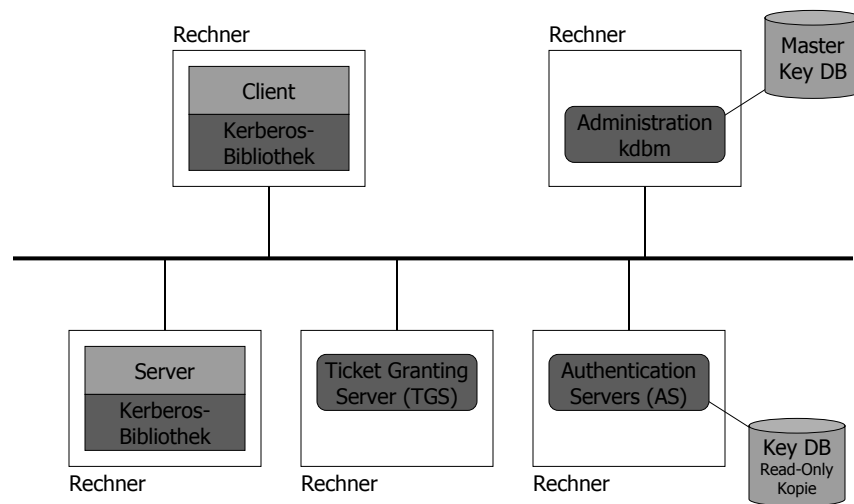 Rechner
Client
Kerberos-
Bibliothek
Rechner
Administration
kdbm
Master
Key DB
Server
Kerberos-
Bibliothek
Rechner
Ticket Granting
Server (TGS)
Rechner
Authentication
Servers (AS)
Rechner
Key DB
Read-Only
Kopie